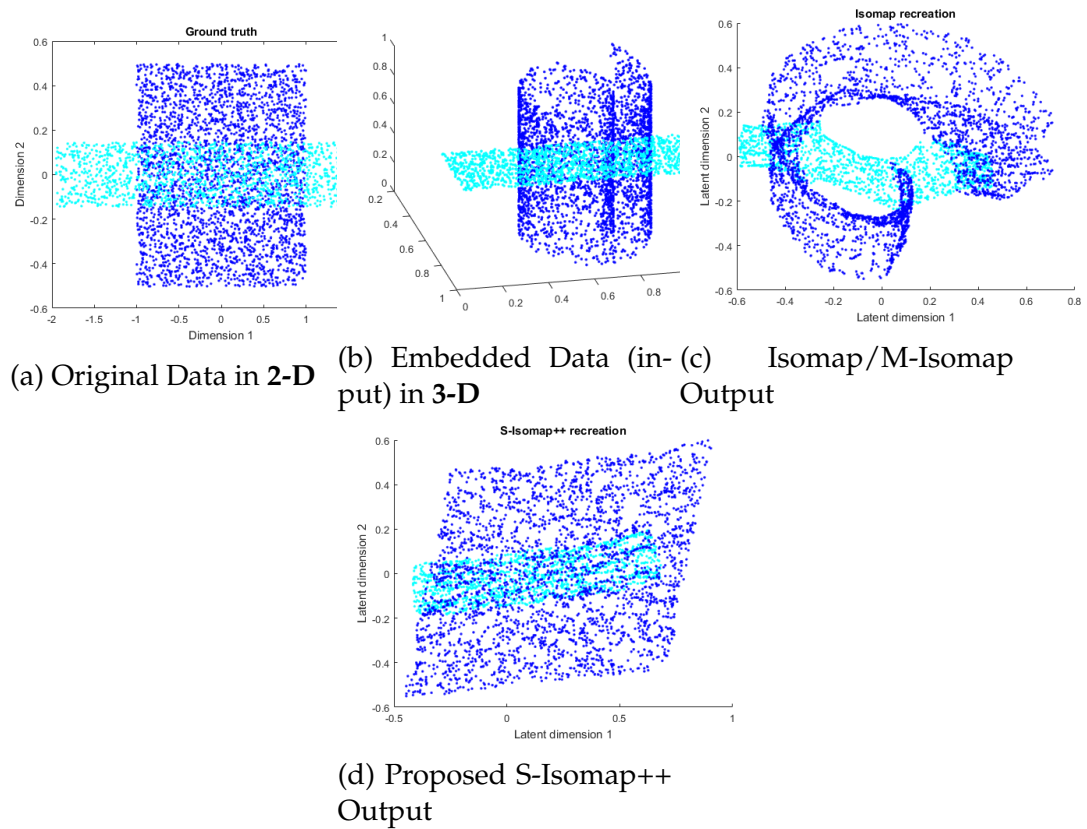 Ground truth
0.6
0.4
0.2
0
-0.2
-0.4
-0.6
Dimension 2
-2 -1.5 -1 -0.5 0 0.5 1
Dimension 1
(a) Original Data in 2-D
1
0.8
0.6
0.4
0.2
0
0.2
0.4
0.6
0.8
1
0 0.2 0.4 0.6 0.8
(b) Embedded Data (in-
put) in 3-D
Isomap recreation
0.6
0.4
0.2
0
-0.2
-0.4
-0.6
Latent dimension 2
-0.6 -0.4 -0.2 0 0.2 0.4 0.6 0.8
Latent dimension 1
(c) Isomap/M-Isomap
Output
S-Isomap++ recreation
0.6
0.4
0.2
0
-0.2
-0.4
-0.6
Latent dimension 2
-0.5 0 0.5 1
Latent dimension 1
(d) Proposed S-Isomap++
Output